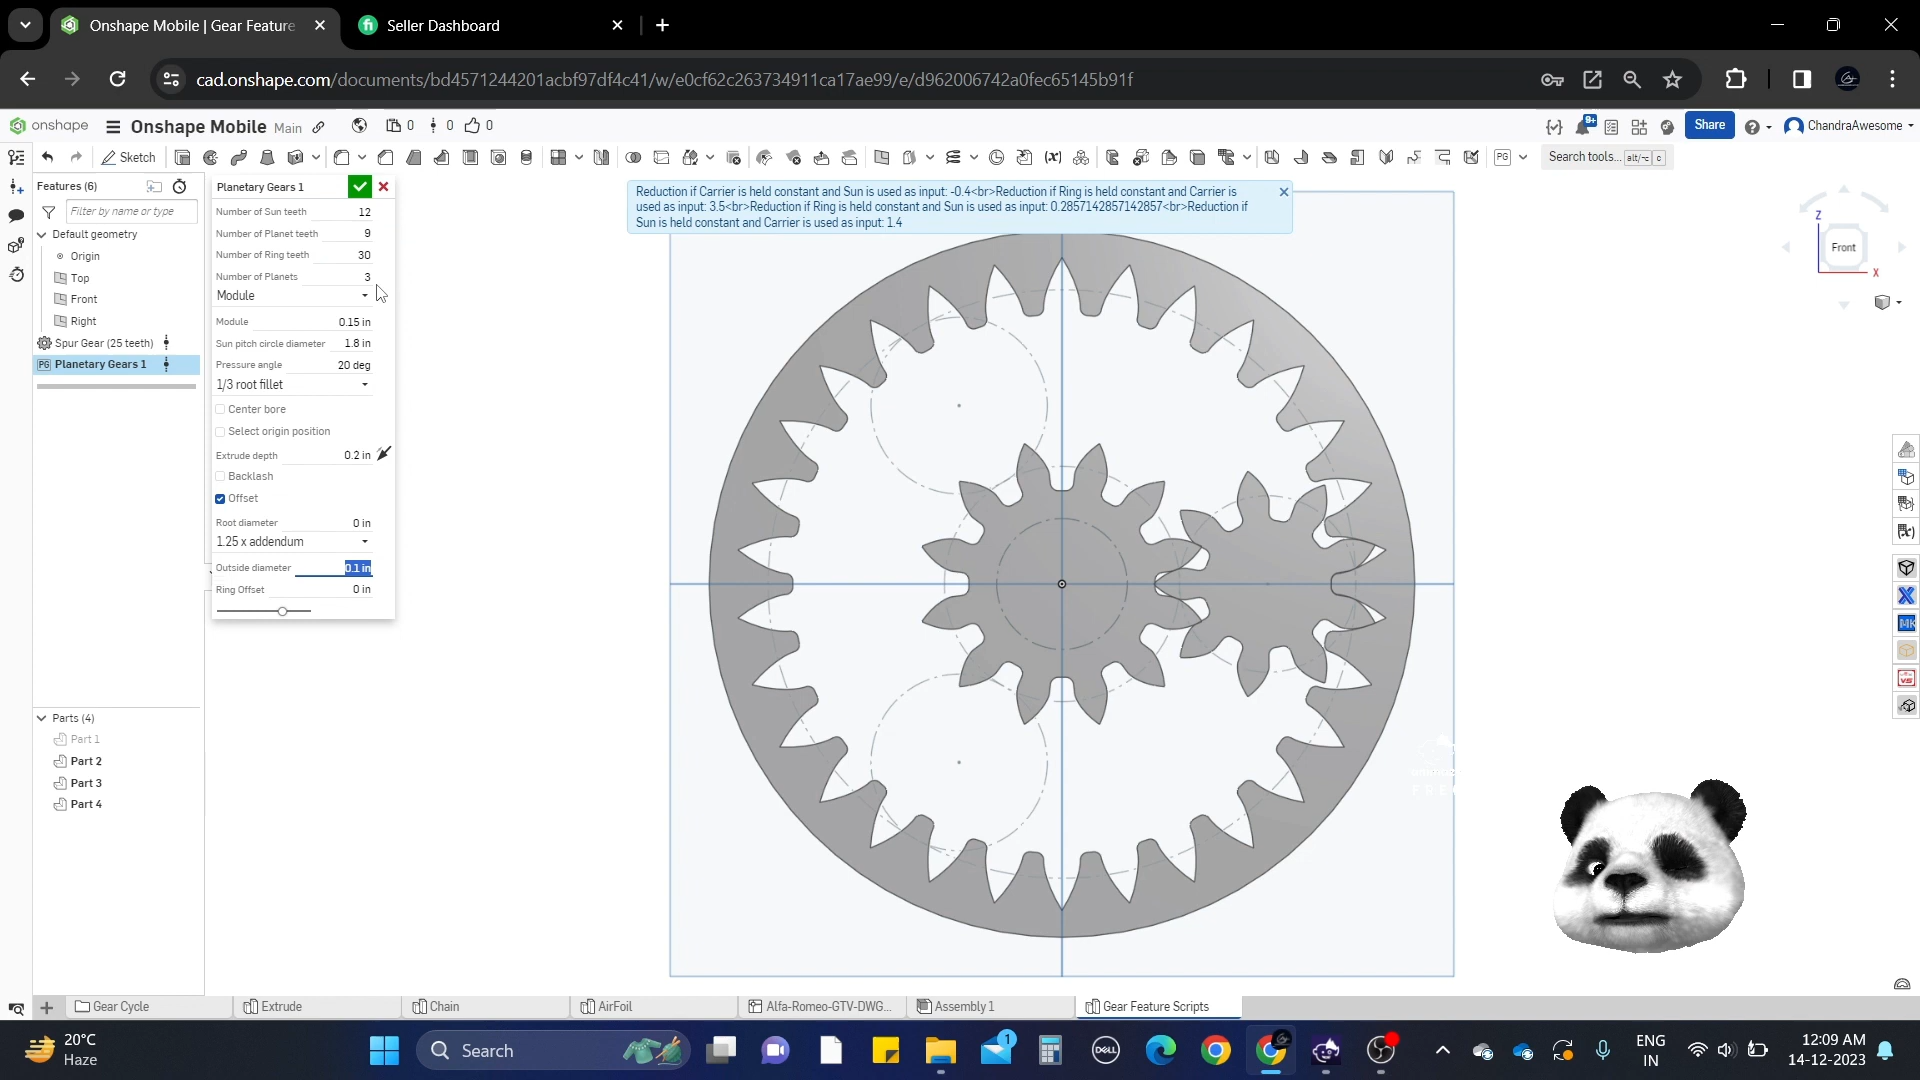 Onshape Mobile | Gear Feature
Seller Dashboard
cad.onshape.com/documents/bd4571244201acbf97df4c41/w/e0cf62c263734911ca17ae99/e/d962006742a0fec65145b91f
onshape
Onshape Mobile Main
0
0
0
9+
Share
ChandraAwesome
Sketch
(x)
PG
Search tools... alt/⌥ c
Features (6)
Filter by name or type
Default geometry
Origin
Top
Front
Right
Spur Gear (25 teeth)
PG Planetary Gears 1
Parts (4)
Part 1
Part 2
Part 3
Part 4
Planetary Gears 1
Number of Sun teeth 12
Number of Planet teeth 9
Number of Ring teeth 30
Number of Planets 3
Module
Module 0.15 in
Sun pitch circle diameter 1.8 in
Pressure angle 20 deg
1/3 root fillet
Center bore
Select origin position
Extrude depth 0.2 in
Backlash
Offset
Root diameter 0 in
1.25 x addendum
Outside diameter 0.1 in
Ring Offset 0 in
Reduction if Carrier is held constant and Sun is used as input: -0.4<br>Reduction if Ring is held constant and Carrier is
used as input: 3.5<br>Reduction if Ring is held constant and Sun is used as input: 0.2857142857142857<br>Reduction if
Sun is held constant and Carrier is used as input: 1.4
Z
Front
X
MK
VS
Gear Cycle
Extrude
Chain
AirFoil
Alfa-Romeo-GTV-DWG...
Assembly 1
Gear Feature Scripts
20°C
Haze
Search
1
DELL
ENG
IN
12:09 AM
14-12-2023